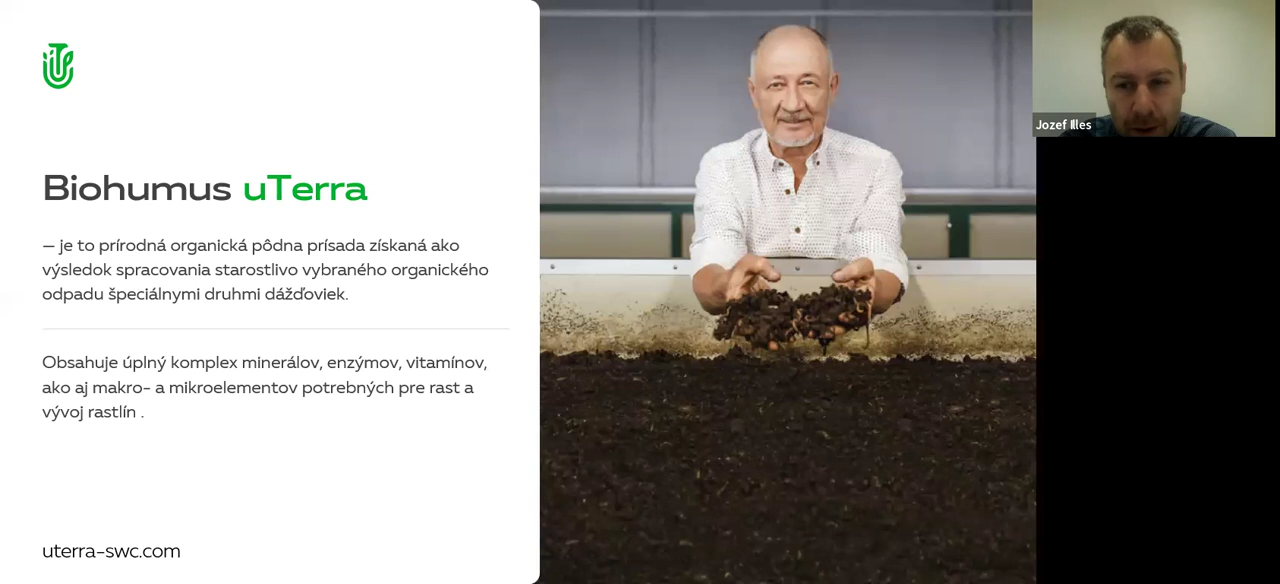 Biohumus uTerra
– je to prírodná organická pôdna prísada získaná ako
výsledok spracovania starostlivo vybraného organického
odpadu špeciálnymi druhmi dážďoviek.
Obsahuje úplný komplex minerálov, enzýmov, vitamínov,
ako aj makro- a mikroelementov potrebných pre rast a
vývoj rastlín .
uterra-swc.com
Jozef Illes